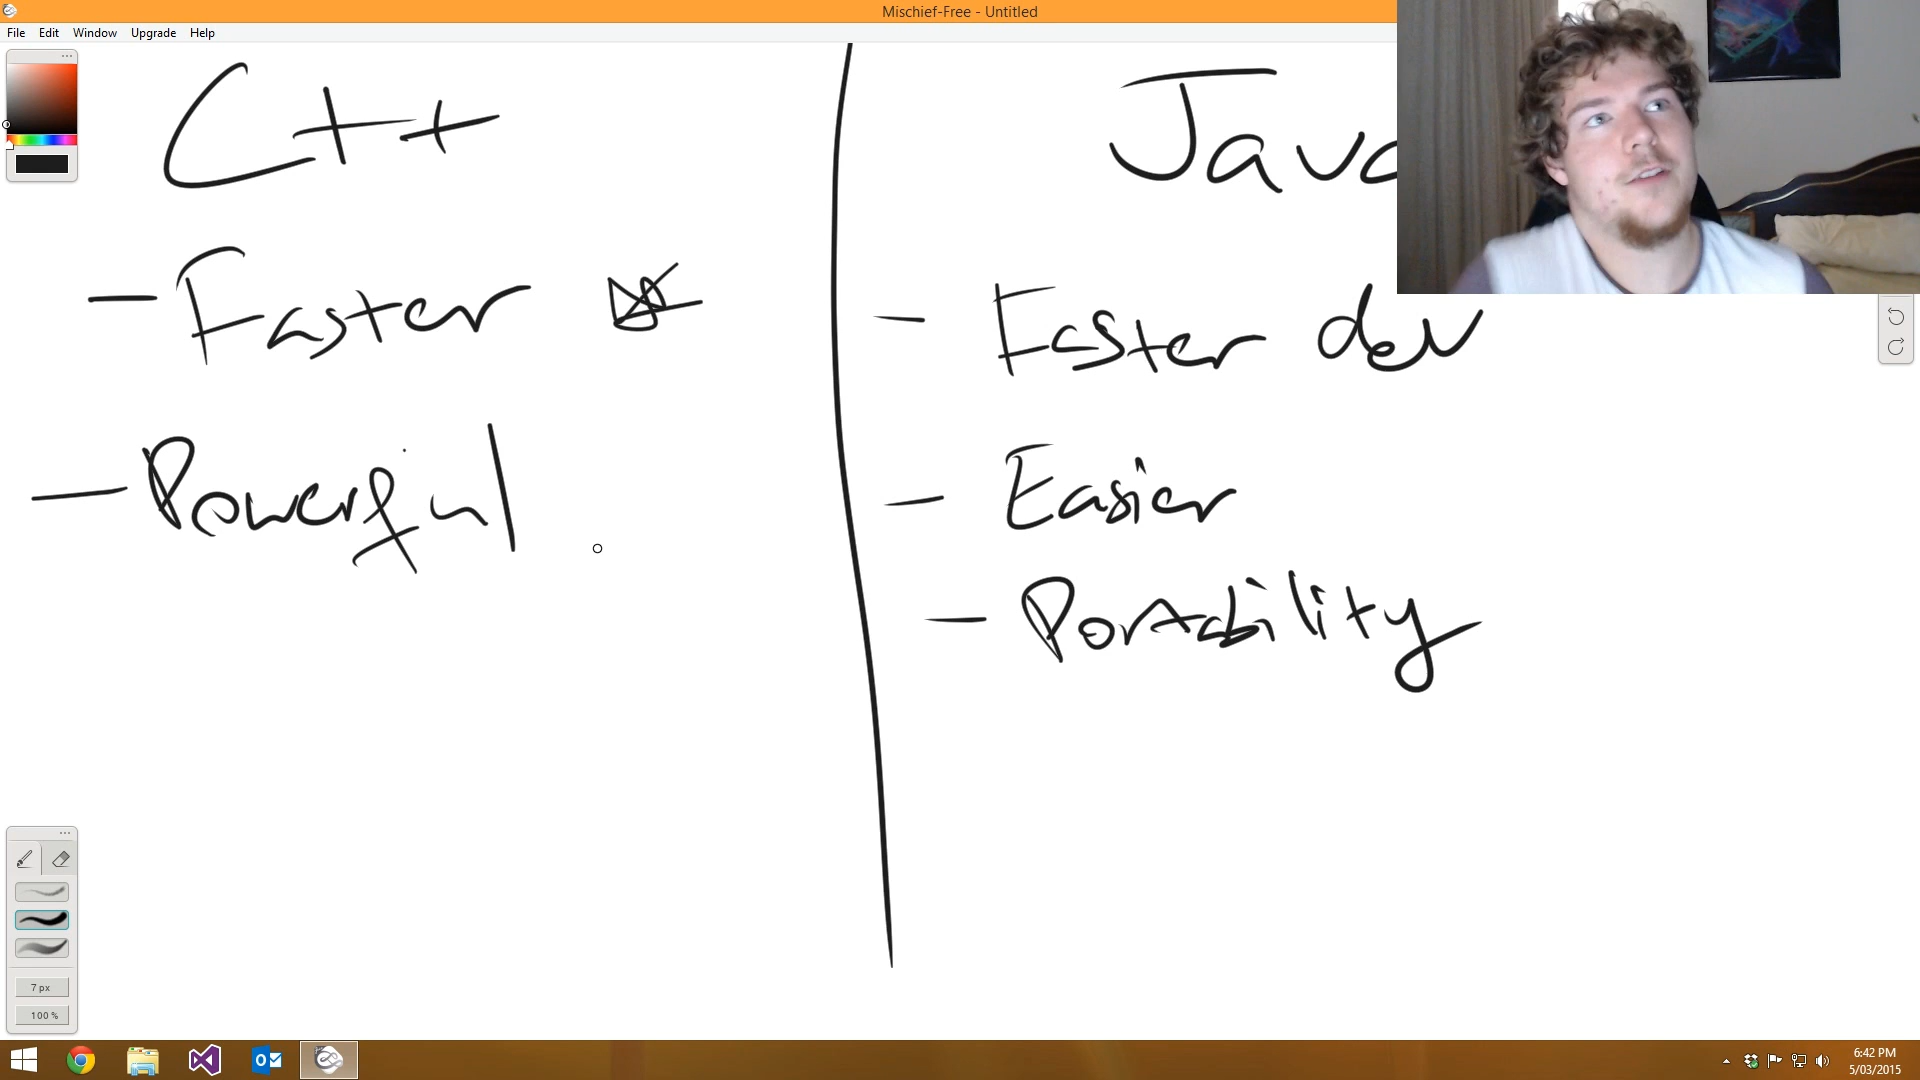 Mischief-Free - Untitled
File Edit Window Upgrade Help
C++
- Faster
- Powerful
Java
- Faster dev
- Easier
- Portability
7 px
100 %
6:42 PM
5/03/2015